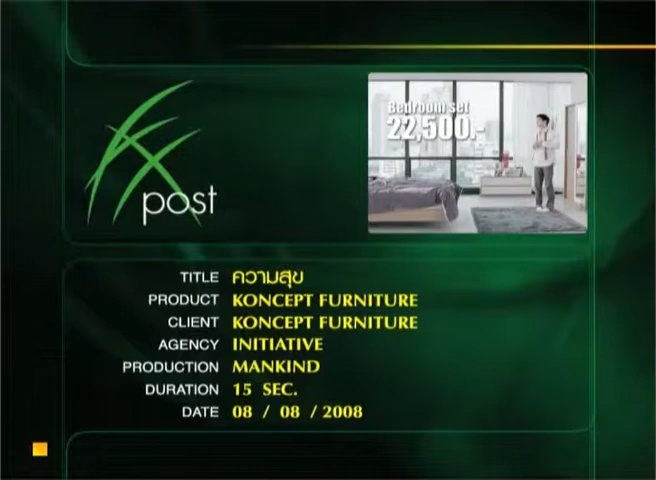 FX
post
Bedroom set
22,500.-
TITLE ความสุข
PRODUCT KONCEPT FURNITURE
CLIENT KONCEPT FURNITURE
AGENCY INITIATIVE
PRODUCTION MANKIND
DURATION 15 SEC.
DATE 08 / 08 / 2008